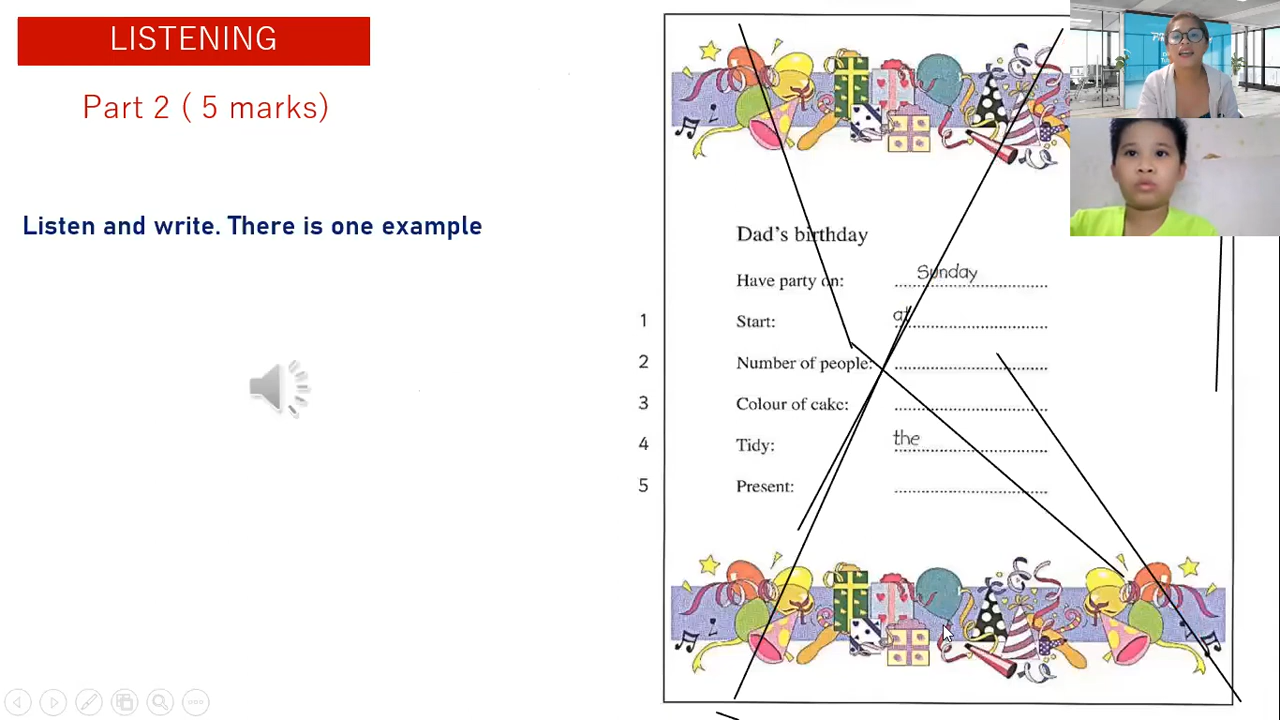 LISTENING
Part 2 ( 5 marks)
Listen and write. There is one example
Dad's birthday
Have party on: Sunday
1 Start: at
2 Number of people:
3 Colour of cake:
4 Tidy: the
5 Present: